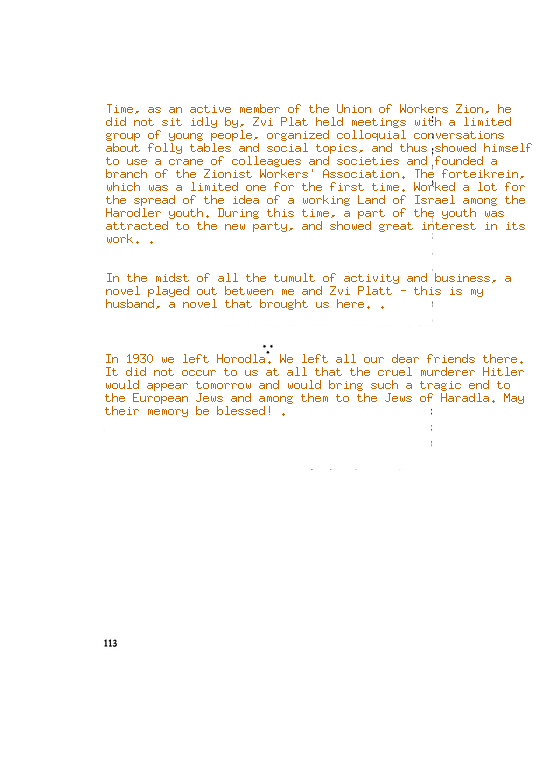 Time, as an active member of the Union of Workers Zion, he
did not sit idly by, Zvi Plat held meetings with a limited
group of young people, organized colloquial conversations
about folly tables and social topics, and thus showed himself
to use a crane of colleagues and societies and founded a
branch of the Zionist Workers' Association. The forteikrein,
which was a limited one for the first time. Worked a lot for
the spread of the idea of a working Land of Israel among the
Harodler youth. During this time, a part of the youth was
attracted to the new party, and showed great interest in its
work. .
In the midst of all the tumult of activity and business, a
novel played out between me and Zvi Platt - this is my
husband, a novel that brought us here. .
In 1930 we left Horodla. We left all our dear friends there.
It did not occur to us at all that the cruel murderer Hitler
would appear tomorrow and would bring such a tragic end to
the European Jews and among them to the Jews of Haradla. May
their memory be blessed! .
113